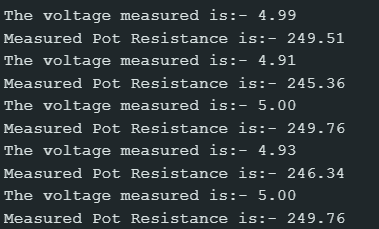 The voltage measured is:- 4.99
Measured Pot Resistance is:- 249.51
The voltage measured is:- 4.91
Measured Pot Resistance is:- 245.36
The voltage measured is:- 5.00
Measured Pot Resistance is:- 249.76
The voltage measured is:- 4.93
Measured Pot Resistance is:- 246.34
The voltage measured is:- 5.00
Measured Pot Resistance is:- 249.76